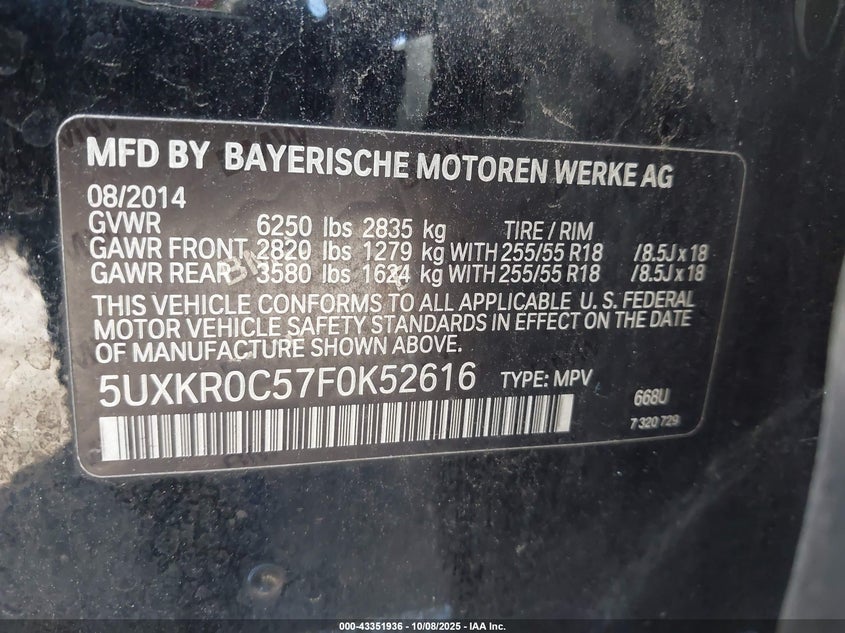 MFD BY BAYERISCHE MOTOREN WERKE AG
08/2014
GVWR 6250 lbs 2835 kg TIRE / RIM
GAWR FRONT 2820 lbs 1279 kg WITH 255/55 R18 /8.5J x 18
GAWR REAR 3580 lbs 1624 kg WITH 255/55 R18 /8.5J x 18
THIS VEHICLE CONFORMS TO ALL APPLICABLE U. S. FEDERAL
MOTOR VEHICLE SAFETY STANDARDS IN EFFECT ON THE DATE
OF MANUFACTURE SHOWN ABOVE.
5UXKR0C57F0K52616 TYPE: MPV 668U
7 320 729
000-43351936 - 10/08/2025 - IAA Inc.